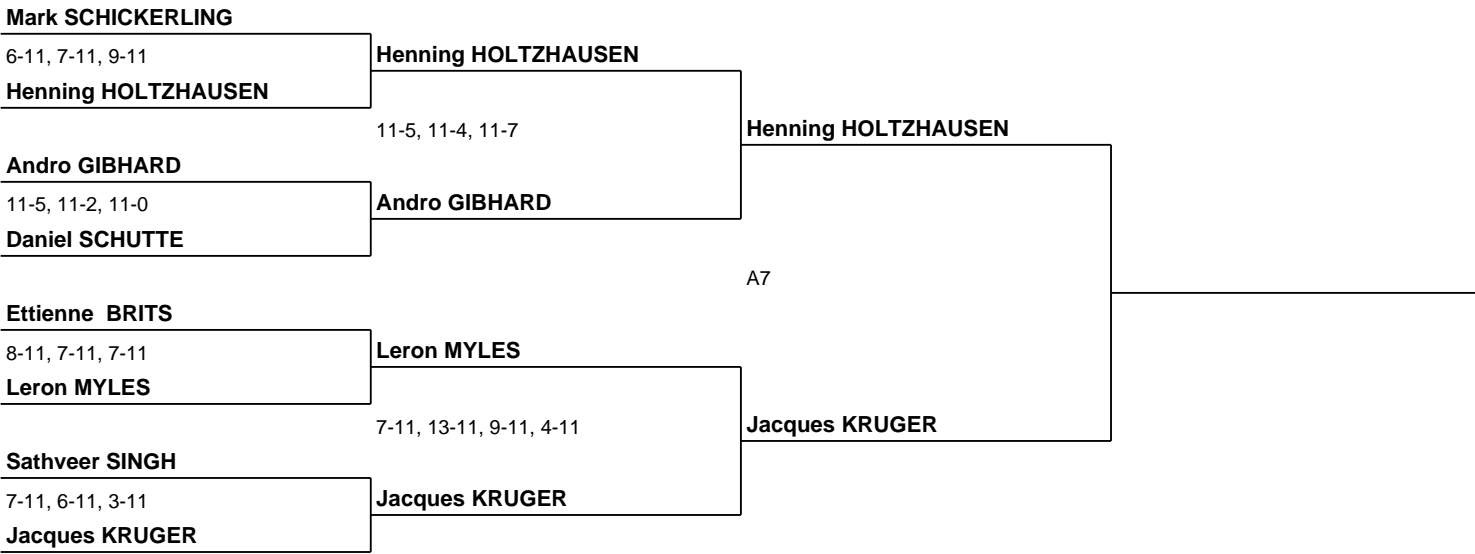 Mark SCHICKERLING
6-11, 7-11, 9-11
Henning HOLTZHAUSEN
Henning HOLTZHAUSEN
11-5, 11-4, 11-7
Henning HOLTZHAUSEN
Andro GIBHARD
11-5, 11-2, 11-0
Andro GIBHARD
Daniel SCHUTTE
A7
Ettienne  BRITS
8-11, 7-11, 7-11
Leron MYLES
Leron MYLES
7-11, 13-11, 9-11, 4-11
Jacques KRUGER
Sathveer SINGH
7-11, 6-11, 3-11
Jacques KRUGER
Jacques KRUGER